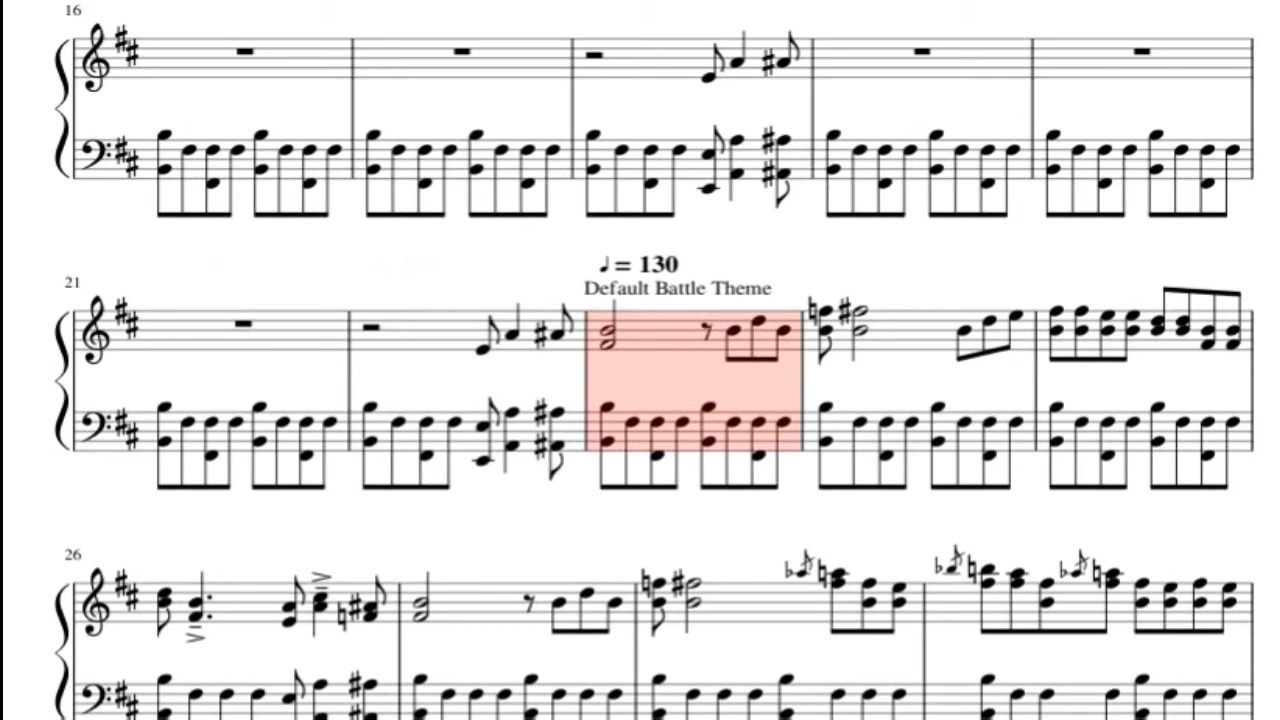 16
21
♩ = 130
Default Battle Theme
26